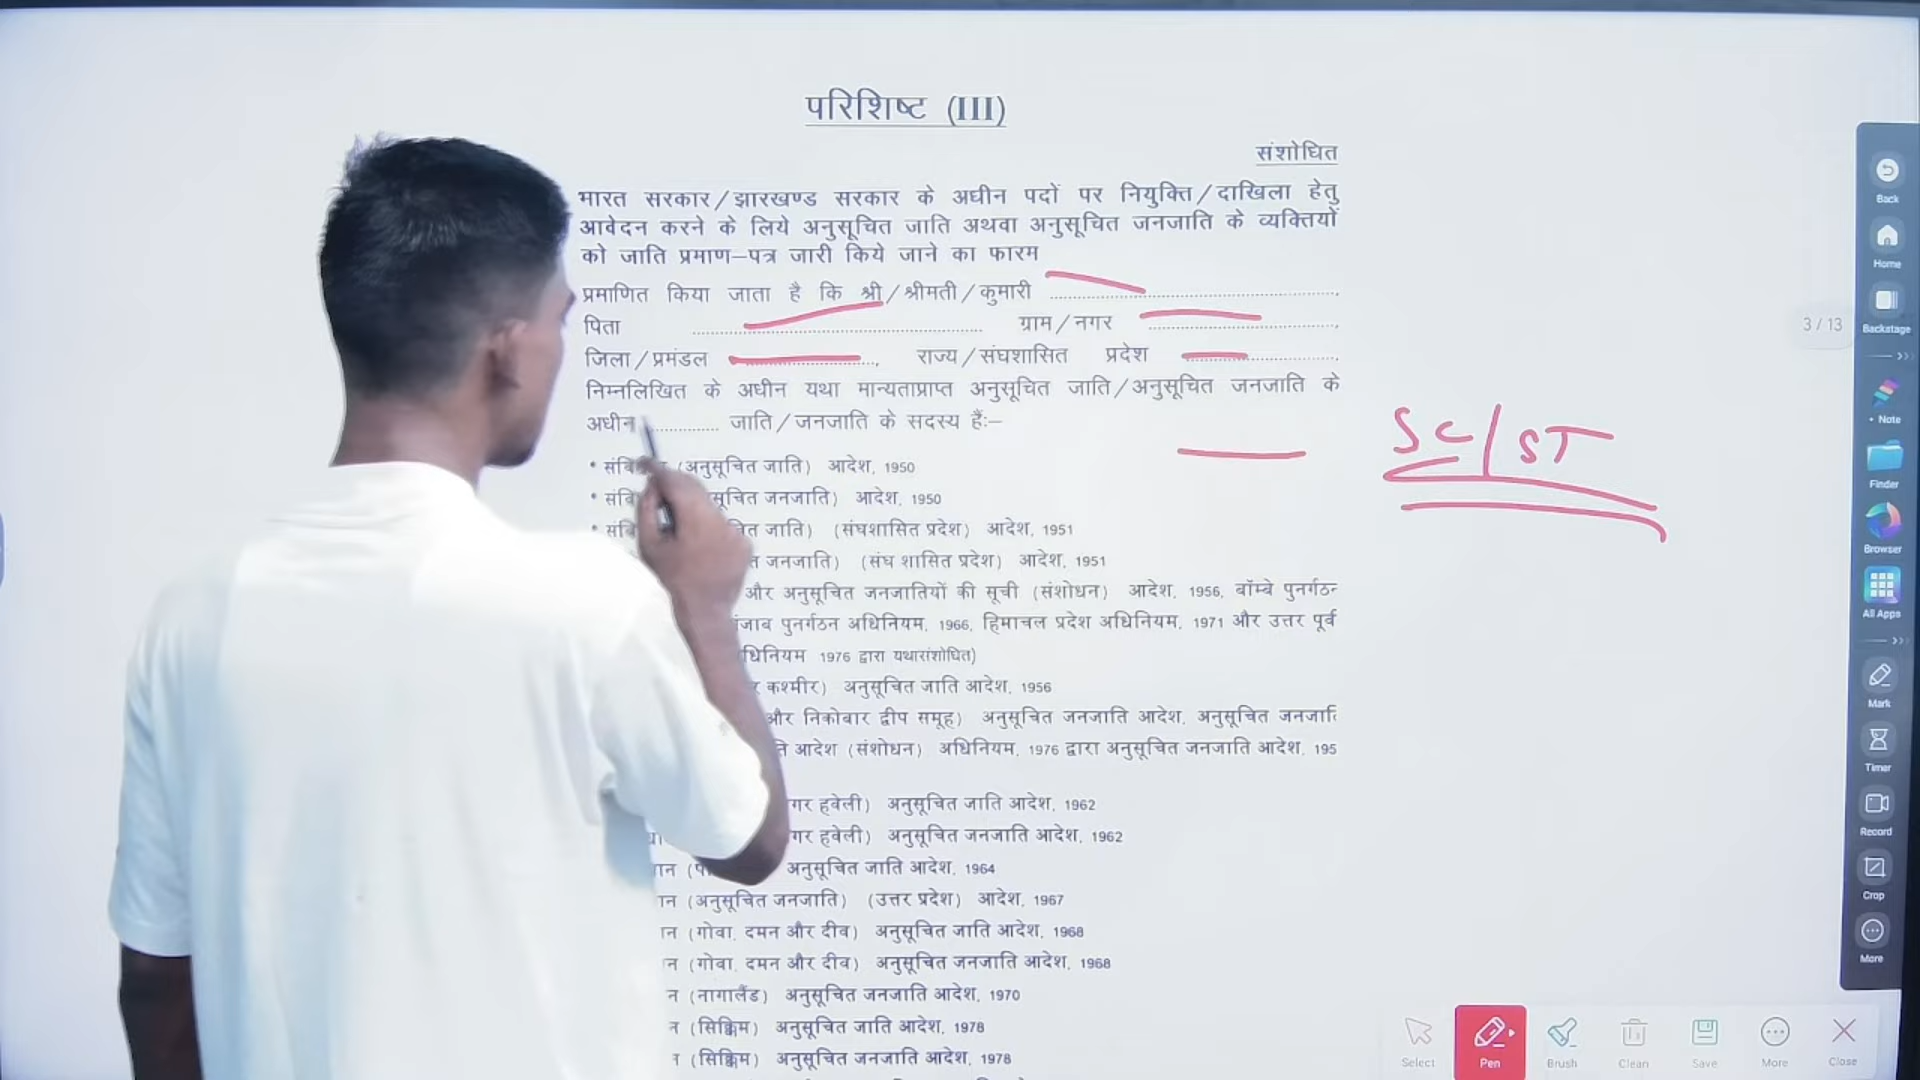 परिशिष्ट (III)
संशोधित
भारत सरकार/झारखण्ड सरकार के अधीन पदों पर नियुक्ति/दाखिला हेतु
आवेदन करने के लिये अनुसूचित जाति अथवा अनुसूचित जनजाति के व्यक्तियों
को जाति प्रमाण–पत्र जारी किये जाने का फारम
प्रमाणित किया जाता है कि श्री/श्रीमती/कुमारी
पिता ग्राम/नगर
जिला/प्रमंडल राज्य/संघशासित प्रदेश
निम्नलिखित के अधीन यथा मान्यताप्राप्त अनुसूचित जाति/अनुसूचित जनजाति के
अधीन जाति/जनजाति के सदस्य हैं:–
SC/ST
(अनुसूचित जाति) आदेश, 1950
आदेश, 1950
जाति) (संघशासित प्रदेश) आदेश, 1951
जनजाति) (संघ शासित प्रदेश) आदेश, 1951
और अनुसूचित जनजातियों की सूची (संशोधन) आदेश, 1956, बॉम्बे
पुनर्गठन अधिनियम, 1966, हिमाचल प्रदेश अधिनियम, 1971 और उत्तर पूर्व
1976 द्वारा यथासंशोधित)
कश्मीर) अनुसूचित जाति आदेश, 1956
और निकोबार द्वीप समूह) अनुसूचित जनजाति आदेश, अनुसूचित
आदेश (संशोधन) अधिनियम, 1976 द्वारा अनुसूचित जनजाति आदेश,
हवेली) अनुसूचित जाति आदेश, 1962
हवेली) अनुसूचित जनजाति आदेश, 1962
अनुसूचित जाति आदेश, 1964
(अनुसूचित जनजाति) (उत्तर प्रदेश) आदेश, 1967
(गोवा, दमन और दीव) अनुसूचित जाति आदेश, 1968
(गोवा, दमन और दीव) अनुसूचित जनजाति आदेश, 1968
(नागालैंड) अनुसूचित जनजाति आदेश, 1970
(सिक्किम) अनुसूचित जाति आदेश, 1978
(सिक्किम) अनुसूचित जनजाति आदेश, 1978
3 / 13
Back
Home
Backstage
Note
Finder
Browser
All Apps
Mark
Timer
Record
Crop
More
Select
Pen
Brush
Clean
Save
More
Close